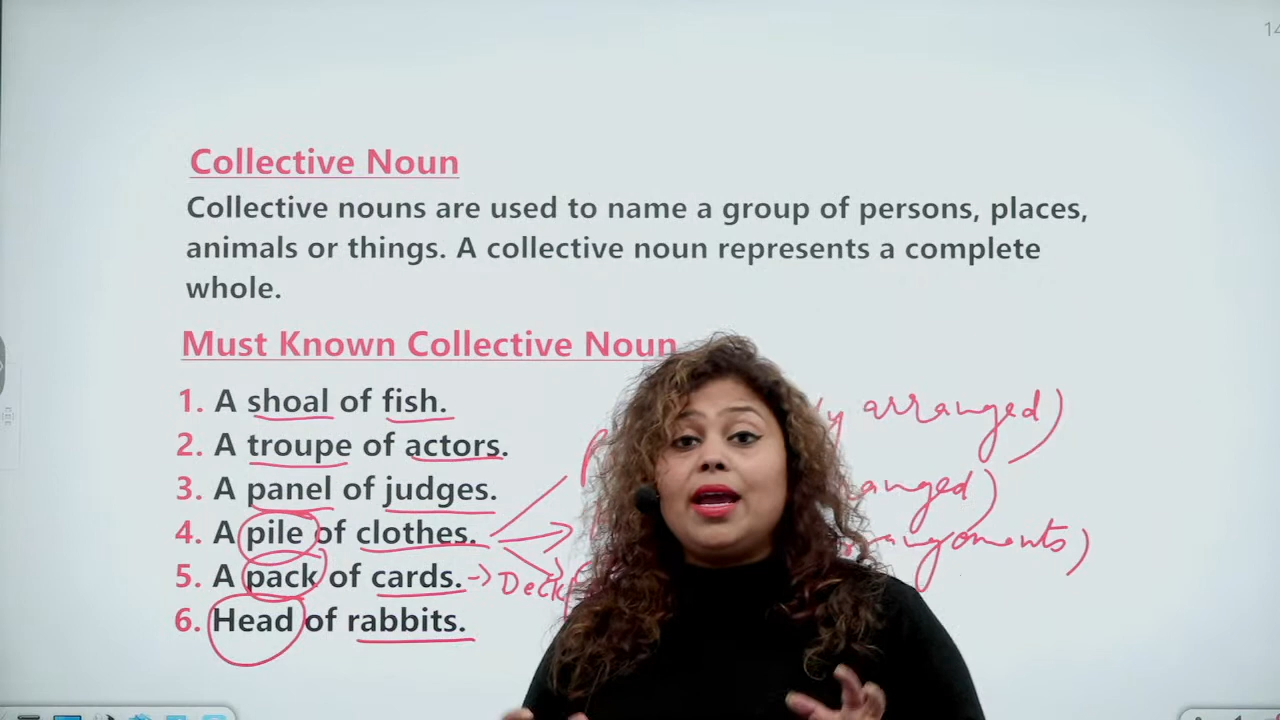 14
Collective Noun
Collective nouns are used to name a group of persons, places,
animals or things. A collective noun represents a complete
whole.
Must Known Collective Noun
1. A shoal of fish.
arranged)
2. A troupe of actors.
3. A panel of judges.
4. A pile of clothes.
5. A pack of cards. → Deck
6. Head of rabbits.